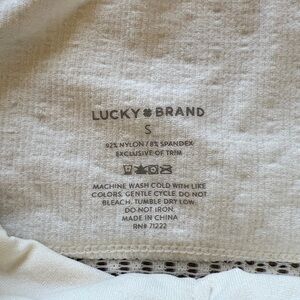 LUCKY BRAND
S
92% NYLON / 8% SPANDEX
EXCLUSIVE OF TRIM
MACHINE WASH COLD WITH LIKE
COLORS. GENTLE CYCLE. DO NOT
BLEACH. TUMBLE DRY LOW.
DO NOT IRON.
MADE IN CHINA
RN# 71222